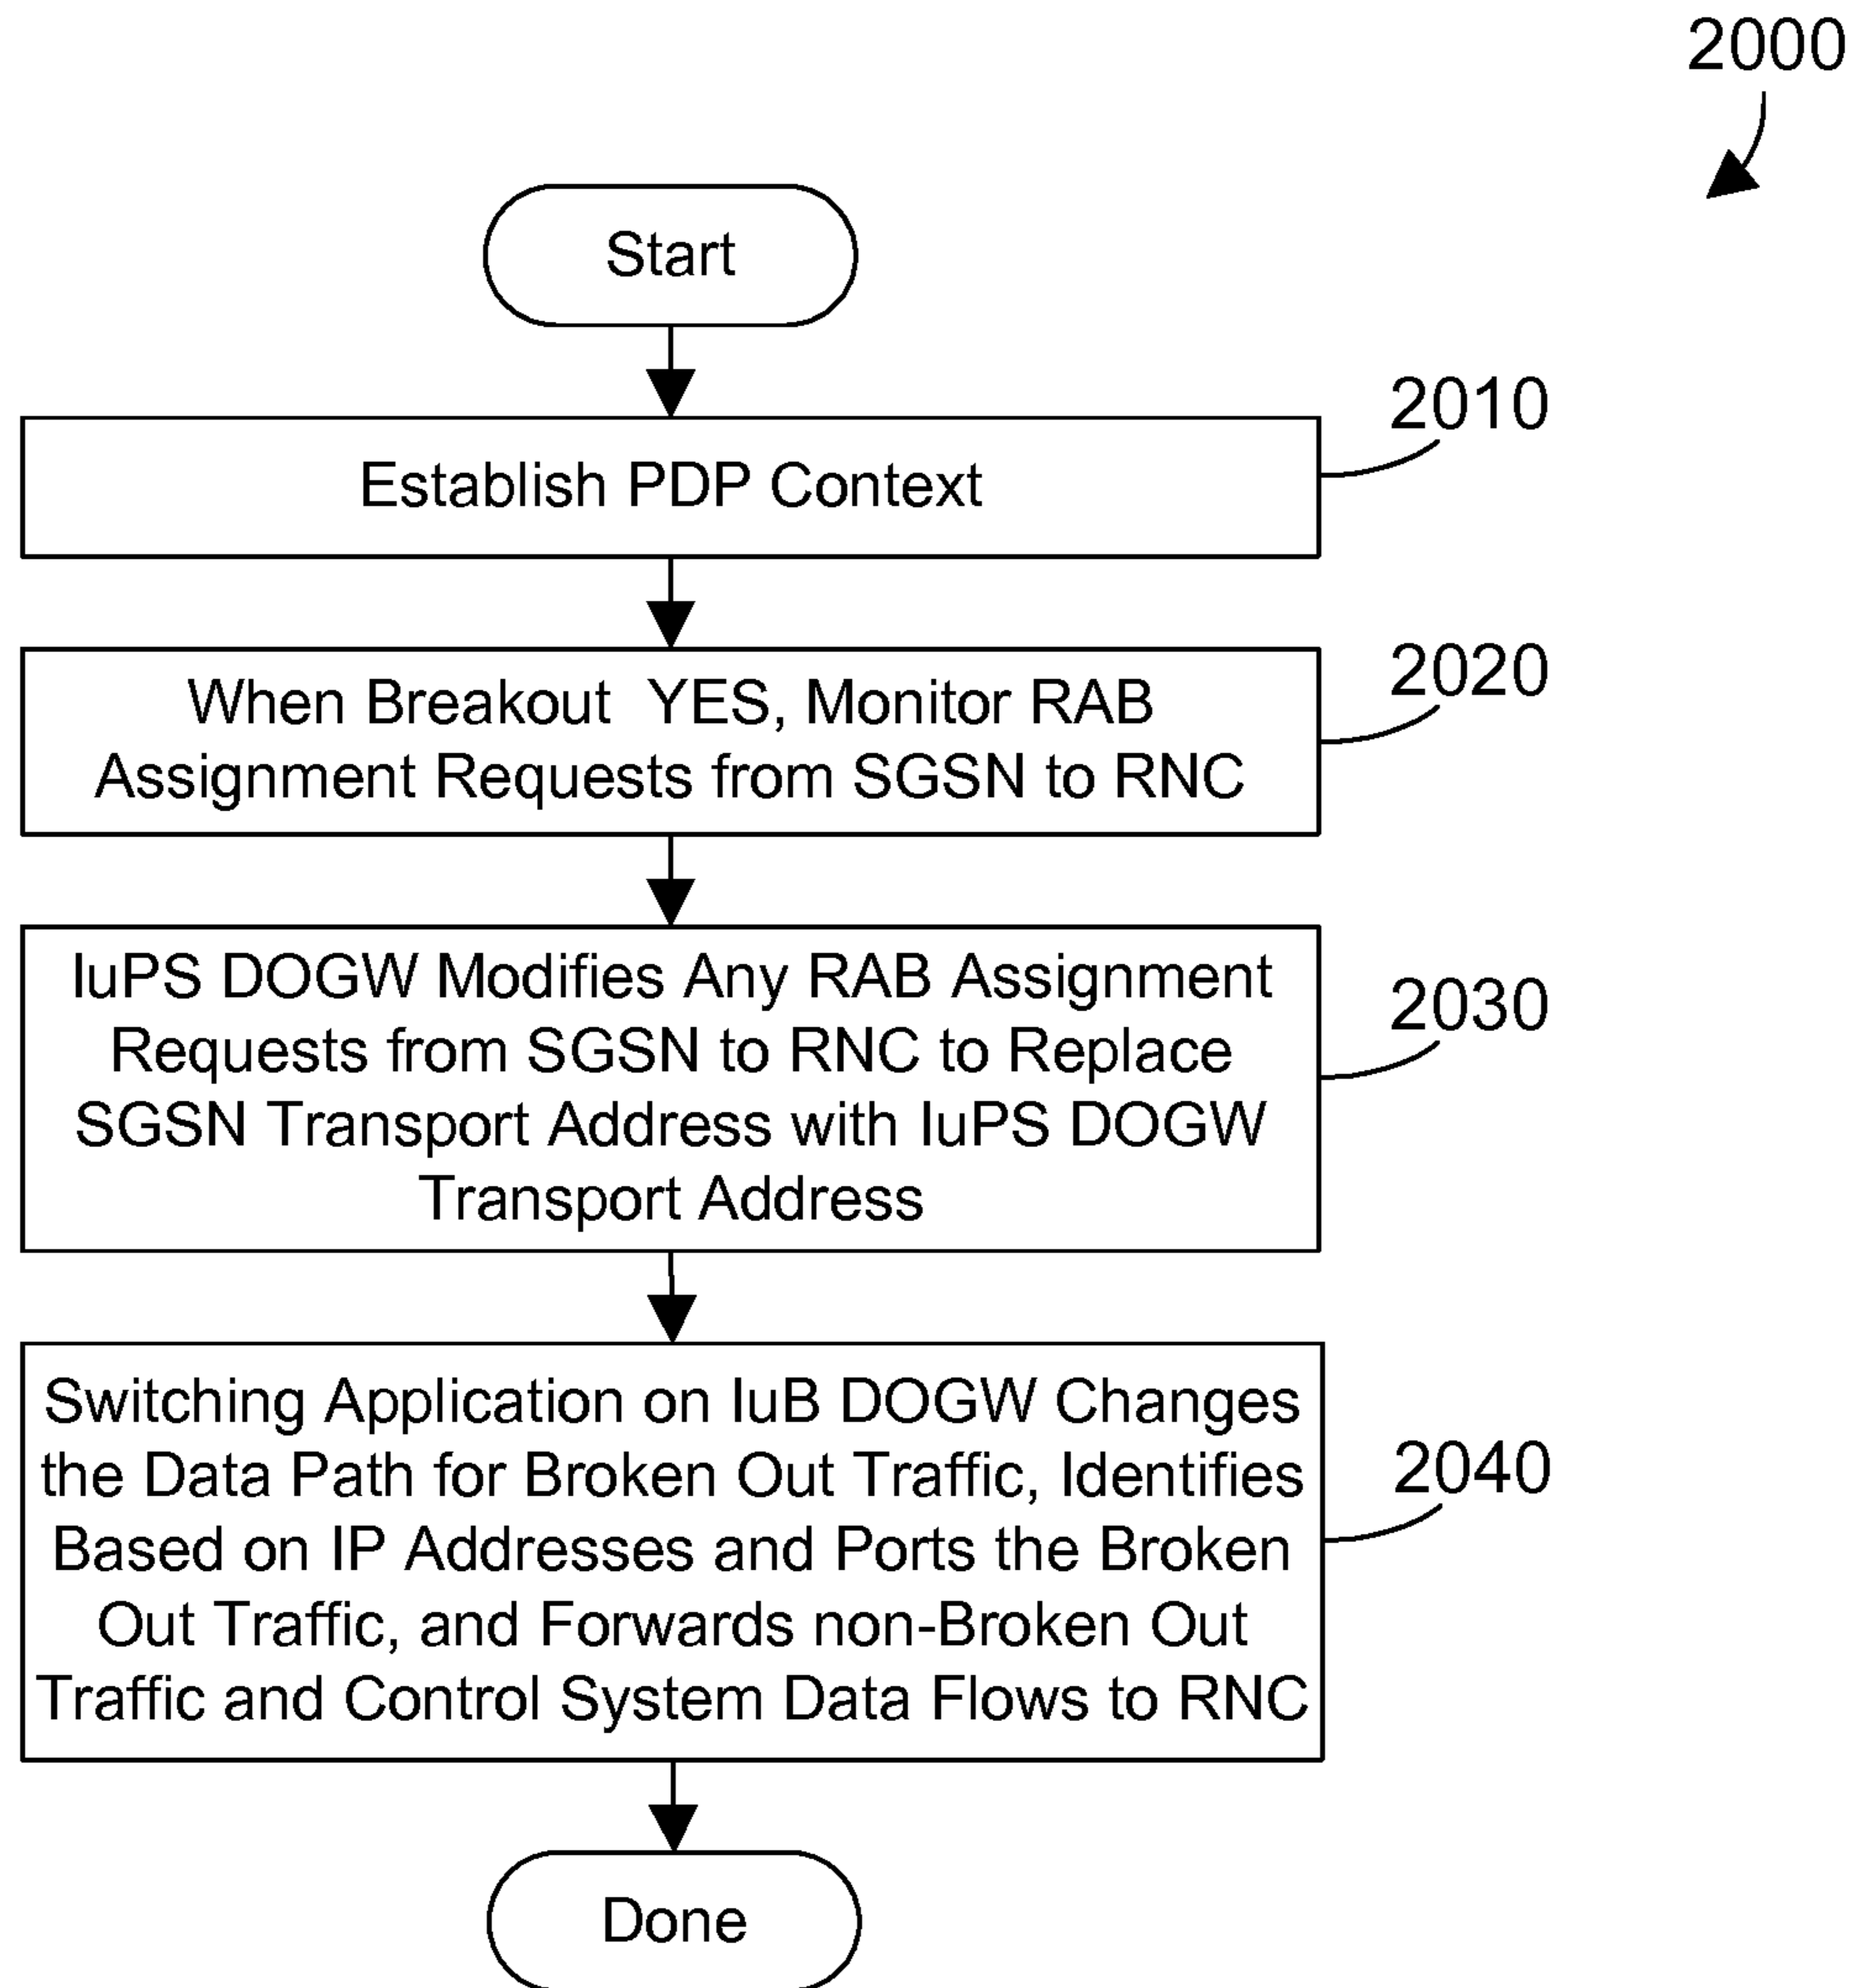 2000
Start
2010
Establish PDP Context
2020
When Breakout YES, Monitor RAB
Assignment Requests from SGSN to RNC
2030
IuPS DOGW Modifies Any RAB Assignment
Requests from SGSN to RNC to Replace
SGSN Transport Address with IuPS DOGW
Transport Address
2040
Switching Application on IuB DOGW Changes
the Data Path for Broken Out Traffic, Identifies
Based on IP Addresses and Ports the Broken
Out Traffic, and Forwards non-Broken Out
Traffic and Control System Data Flows to RNC
Done